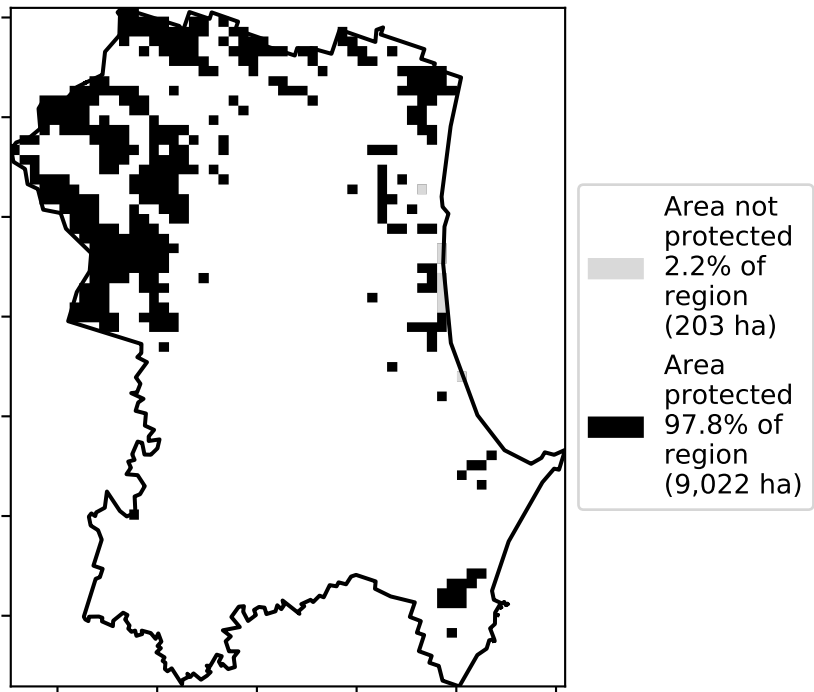 Area not
protected
2.2% of
region
(203 ha)
Area
protected
97.8% of
region
(9,022 ha)